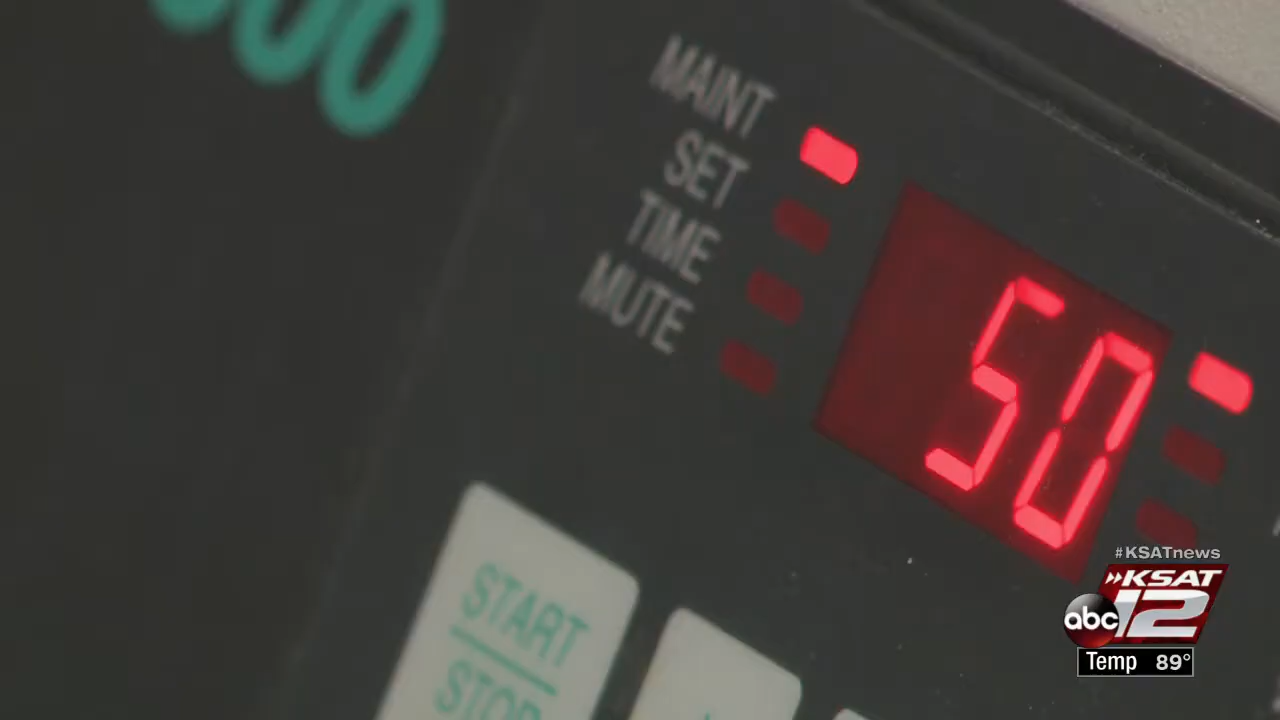 MAINT
SET
TIME
MUTE
50
START
STOP
#KSATnews
KSAT
abc 12
Temp 89°